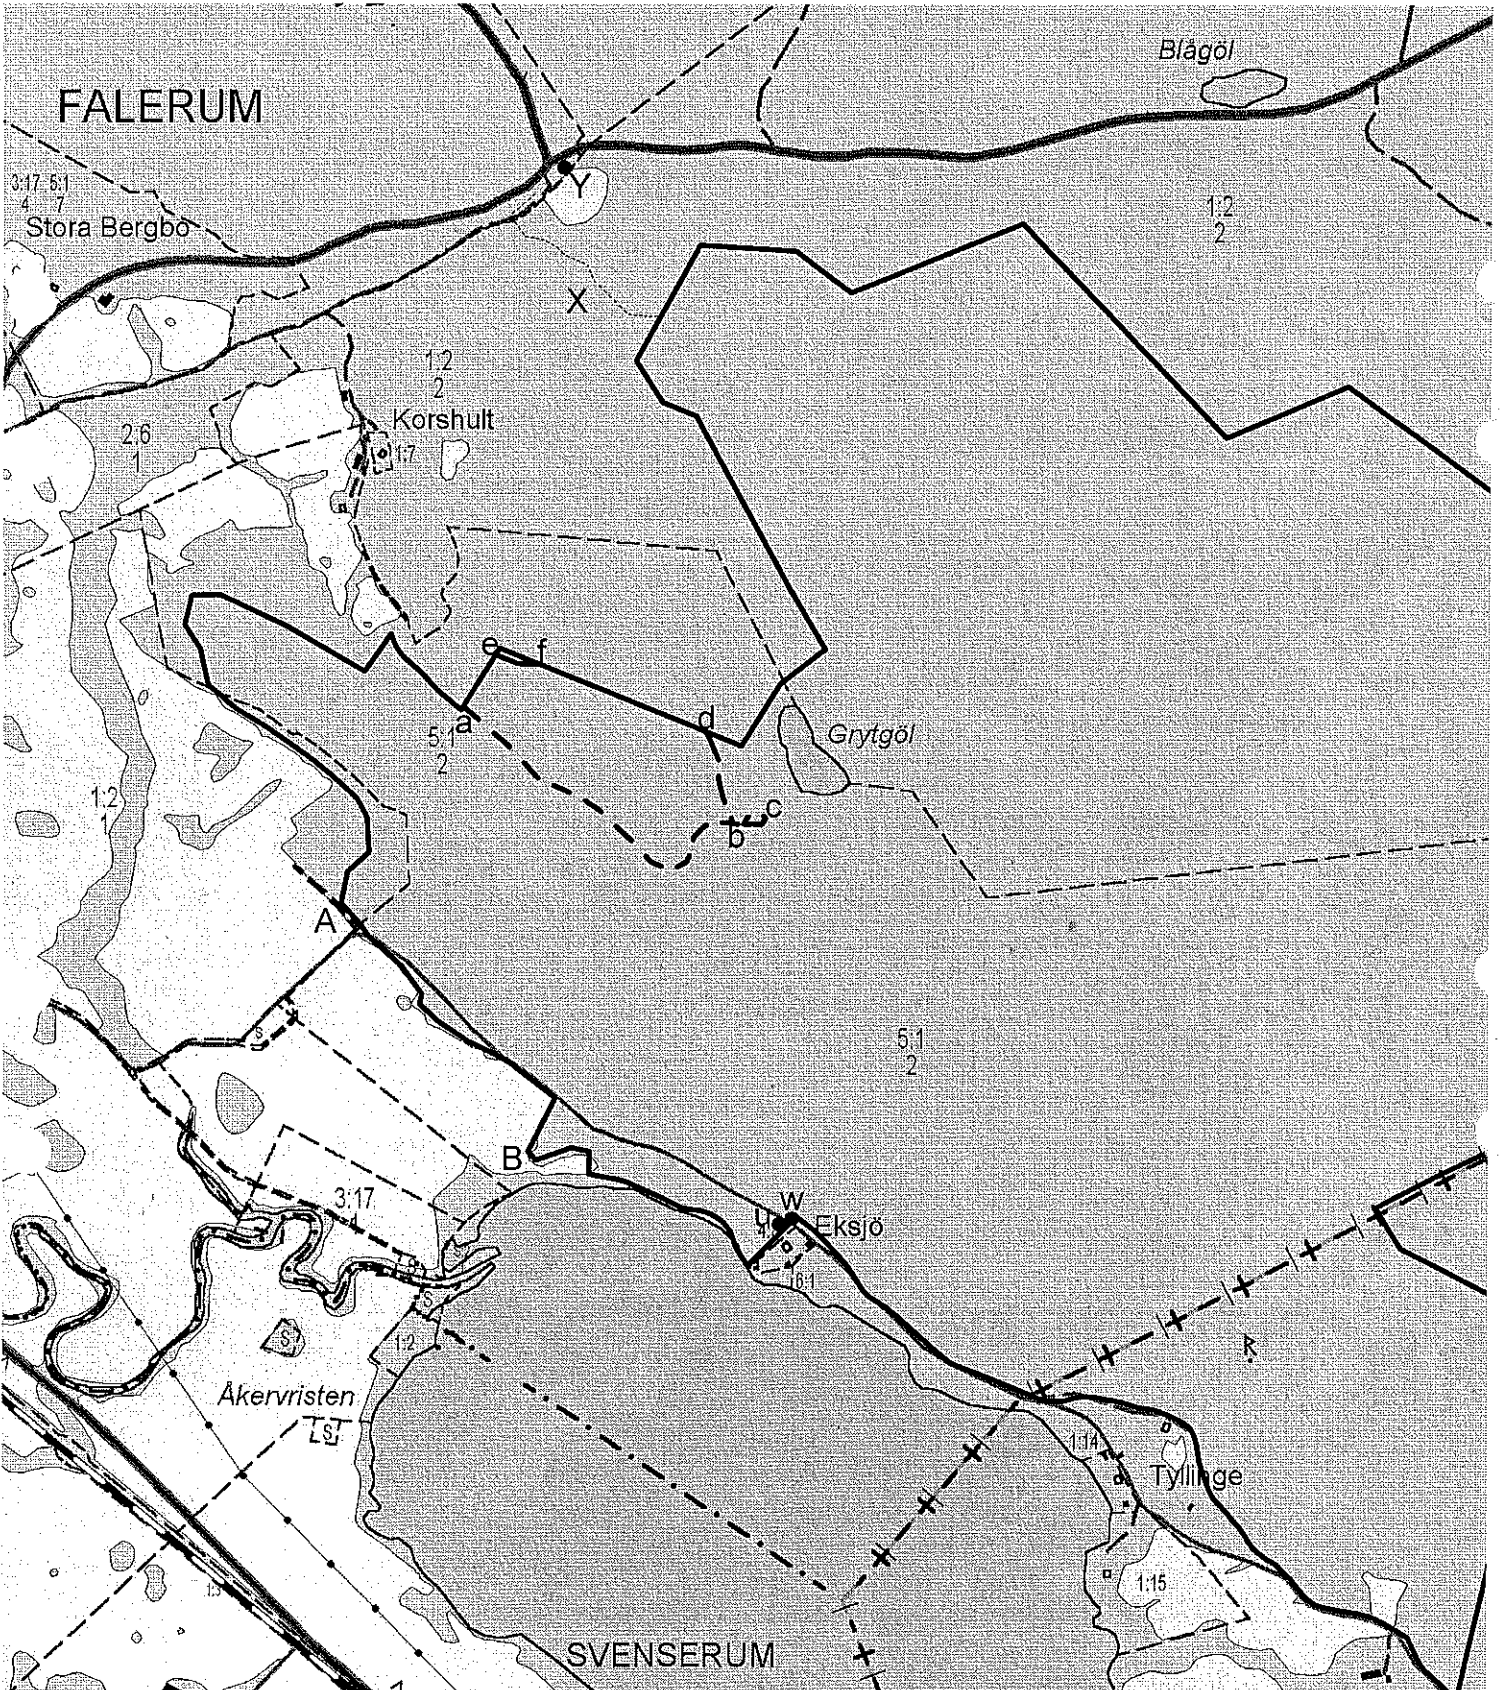 Blågöl
FALERUM
Y
3:17 5:1
4 7
Stora Bergbo
1:2
2
X
1:2
2
Korshult
2:6
1
1:7
e f
a
d
5:1
2
Grytgöl
c
b
1:2
1
A
5:1
2
S
B
3:17
4
W
u
4
Eksjö
6:1
S
S
1:2
R
Åkervristen
S
1:14
Tyllinge
1:15
1:3
SVENSERUM